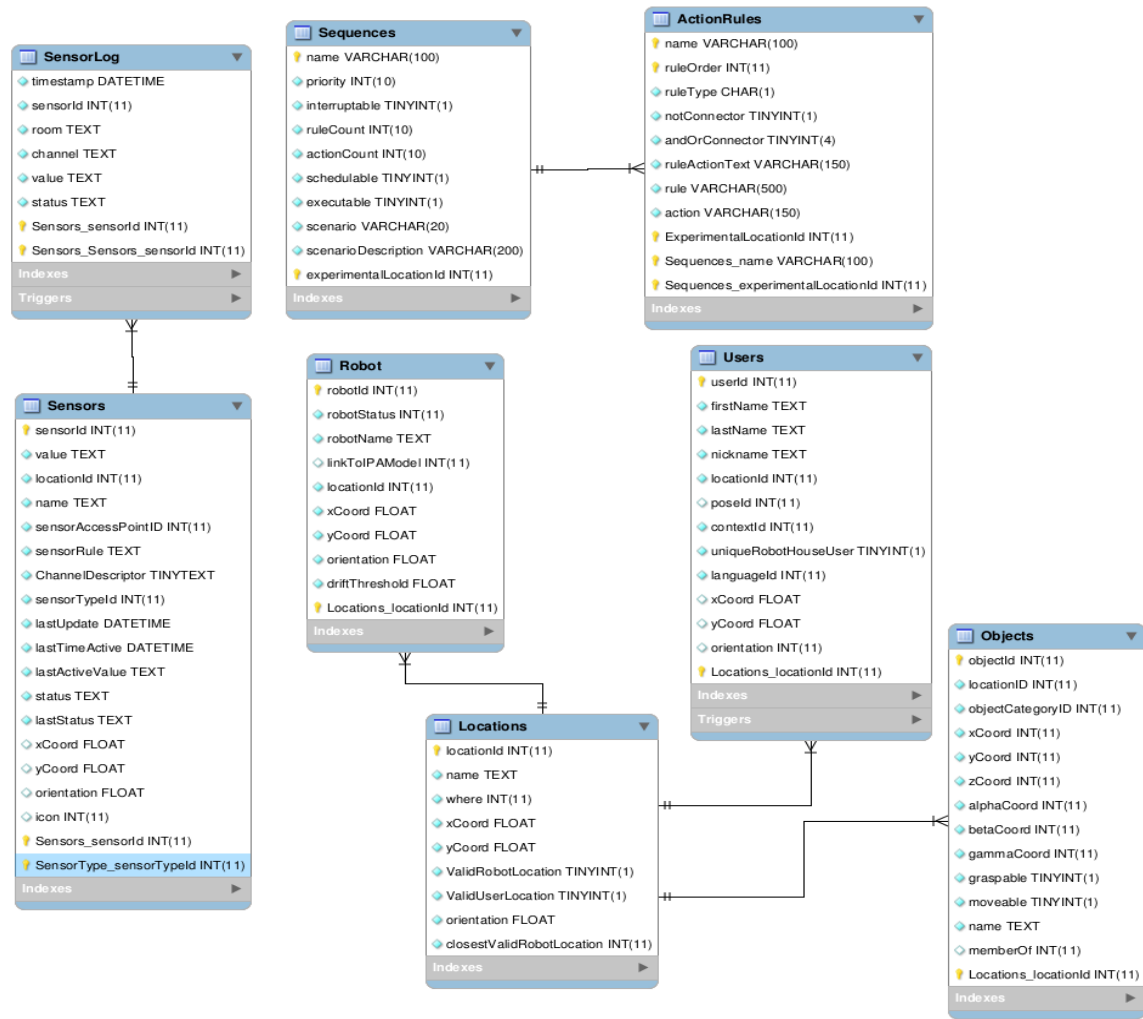 SensorLog
timestamp DATETIME
sensorId INT(11)
room TEXT
channel TEXT
value TEXT
status TEXT
Sensors_sensorId INT(11)
Sensors_Sensors_sensorId INT(11)
Indexes
Triggers
Sequences
name VARCHAR(100)
priority INT(10)
interruptable TINYINT(1)
ruleCount INT(10)
actionCount INT(10)
schedulable TINYINT(1)
executable TINYINT(1)
scenario VARCHAR(20)
scenarioDescription VARCHAR(200)
experimentalLocationId INT(11)
Indexes
ActionRules
name VARCHAR(100)
ruleOrder INT(11)
ruleType CHAR(1)
notConnector TINYINT(1)
andOrConnector TINYINT(4)
ruleActionText VARCHAR(150)
rule VARCHAR(500)
action VARCHAR(150)
ExperimentalLocationId INT(11)
Sequences_name VARCHAR(100)
Sequences_experimentalLocationId INT(11)
Indexes
Sensors
sensorId INT(11)
value TEXT
locationId INT(11)
name TEXT
sensorAccessPointID INT(11)
sensorRule TEXT
ChannelDescriptor TINYTEXT
sensorTypeId INT(11)
lastUpdate DATETIME
lastTimeActive DATETIME
lastActiveValue TEXT
status TEXT
lastStatus TEXT
xCoord FLOAT
yCoord FLOAT
orientation FLOAT
icon INT(11)
Sensors_sensorId INT(11)
SensorType_sensorTypeId INT(11)
Indexes
Robot
robotId INT(11)
robotStatus INT(11)
robotName TEXT
linkToIPAModel INT(11)
locationId INT(11)
xCoord FLOAT
yCoord FLOAT
orientation FLOAT
driftThreshold FLOAT
Locations_locationId INT(11)
Indexes
Users
userId INT(11)
firstName TEXT
lastName TEXT
nickname TEXT
locationId INT(11)
poseId INT(11)
contextId INT(11)
uniqueRobotHouseUser TINYINT(1)
languageId INT(11)
xCoord FLOAT
yCoord FLOAT
orientation INT(11)
Locations_locationId INT(11)
Indexes
Triggers
Locations
locationId INT(11)
name TEXT
where INT(11)
xCoord FLOAT
yCoord FLOAT
ValidRobotLocation TINYINT(1)
ValidUserLocation TINYINT(1)
orientation FLOAT
closestValidRobotLocation INT(11)
Indexes
Objects
objectId INT(11)
locationID INT(11)
objectCategoryID INT(11)
xCoord INT(11)
yCoord INT(11)
zCoord INT(11)
alphaCoord INT(11)
betaCoord INT(11)
gammaCoord INT(11)
graspable TINYINT(1)
moveable TINYINT(1)
name TEXT
memberOf INT(11)
Locations_locationId INT(11)
Indexes